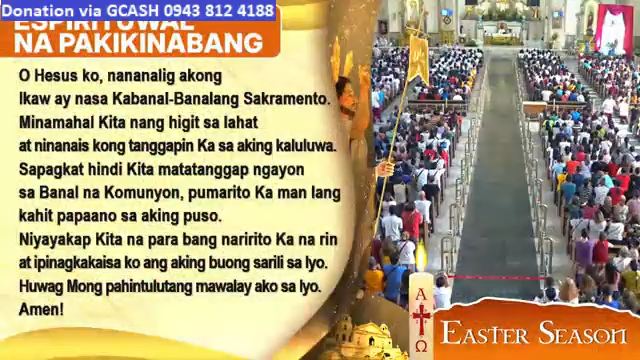 Donation via GCASH 0943 812 4188
ESPIRITUWAL
NA PAKIKINABANG
O Hesus ko, nananalig akong
Ikaw ay nasa Kabanal-Banalang Sakramento.
Minamahal Kita nang higit sa lahat
at ninanais kong tanggapin Ka sa aking kaluluwa.
Sapagkat hindi Kita matatanggap ngayon
sa Banal na Komunyon, pumarito Ka man lang
kahit papaano sa aking puso.
Niyayakap Kita na para bang naririto Ka na rin
at ipinagkakaisa ko ang aking buong sarili sa Iyo.
Huwag Mong pahintulutang mawalay ako sa Iyo.
Amen!
Α
Ω
EASTER SEASON